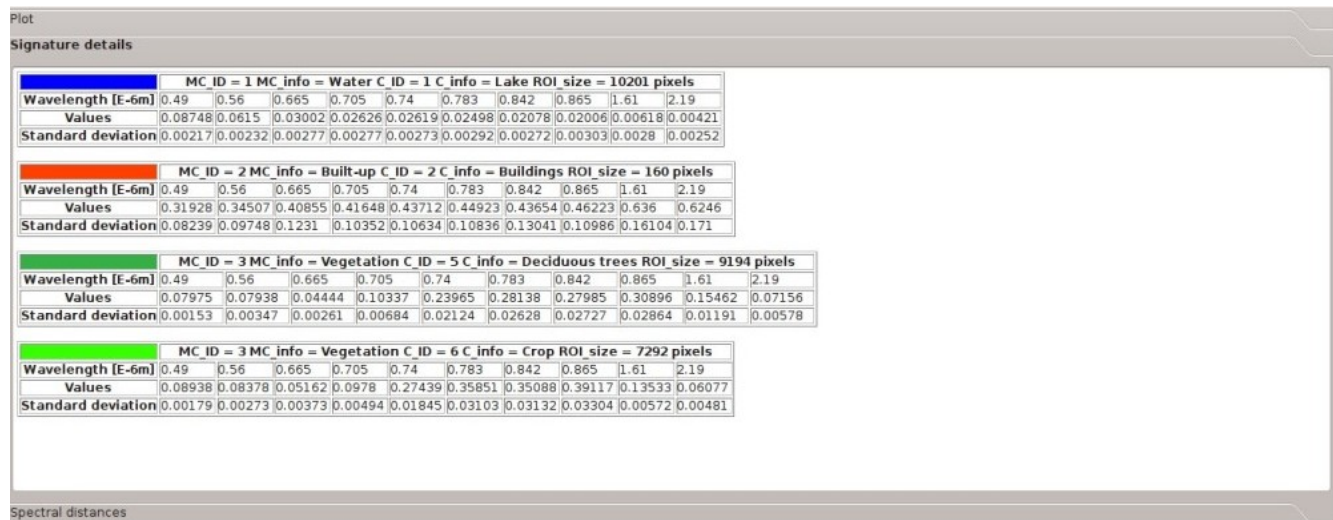 Plot
Signature details
MC_ID = 1 MC_info = Water C_ID = 1 C_info = Lake ROI_size = 10201 pixels
Wavelength [E-6m] 0.49 0.56 0.665 0.705 0.74 0.783 0.842 0.865 1.61 2.19
Values 0.08748 0.0615 0.03002 0.02626 0.02619 0.02498 0.02078 0.02006 0.00618 0.00421
Standard deviation 0.00217 0.00232 0.00277 0.00277 0.00273 0.00292 0.00272 0.00303 0.0028 0.00252
MC_ID = 2 MC_info = Built-up C_ID = 2 C_info = Buildings ROI_size = 160 pixels
Wavelength [E-6m] 0.49 0.56 0.665 0.705 0.74 0.783 0.842 0.865 1.61 2.19
Values 0.31928 0.34507 0.40855 0.41648 0.43712 0.44923 0.43654 0.46223 0.636 0.6246
Standard deviation 0.08239 0.09748 0.1231 0.10352 0.10634 0.10836 0.13041 0.10986 0.16104 0.171
MC_ID = 3 MC_info = Vegetation C_ID = 5 C_info = Deciduous trees ROI_size = 9194 pixels
Wavelength [E-6m] 0.49 0.56 0.665 0.705 0.74 0.783 0.842 0.865 1.61 2.19
Values 0.07975 0.07938 0.04444 0.10337 0.23965 0.28138 0.27985 0.30896 0.15462 0.07156
Standard deviation 0.00153 0.00347 0.00261 0.00684 0.02124 0.02628 0.02727 0.02864 0.01191 0.00578
MC_ID = 3 MC_info = Vegetation C_ID = 6 C_info = Crop ROI_size = 7292 pixels
Wavelength [E-6m] 0.49 0.56 0.665 0.705 0.74 0.783 0.842 0.865 1.61 2.19
Values 0.08938 0.08378 0.05162 0.0978 0.27439 0.35851 0.35088 0.39117 0.13533 0.06077
Standard deviation 0.00179 0.00273 0.00373 0.00494 0.01845 0.03103 0.03132 0.03304 0.00572 0.00481
Spectral distances